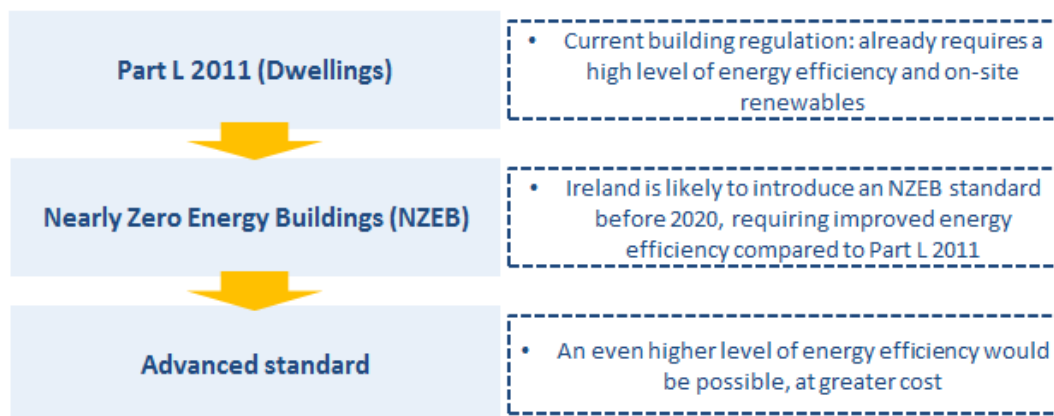 Part L 2011 (Dwellings)
• Current building regulation: already requires a
high level of energy efficiency and on-site
renewables
Nearly Zero Energy Buildings (NZEB)
• Ireland is likely to introduce an NZEB standard
before 2020, requiring improved energy
efficiency compared to Part L 2011
Advanced standard
• An even higher level of energy efficiency would
be possible, at greater cost